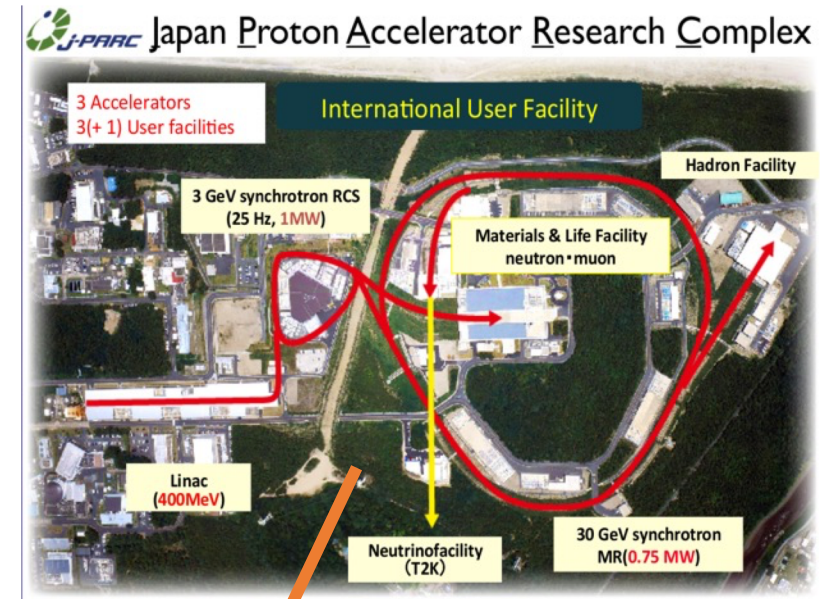 J-PARC Japan Proton Accelerator Research Complex
3 Accelerators
3(+ 1) User facilities
International User Facility
Hadron Facility
3 GeV synchrotron RCS
(25 Hz, 1MW)
Materials & Life Facility
neutron・muon
Linac
(400MeV)
Neutrinofacility
(T2K)
30 GeV synchrotron
MR(0.75 MW)